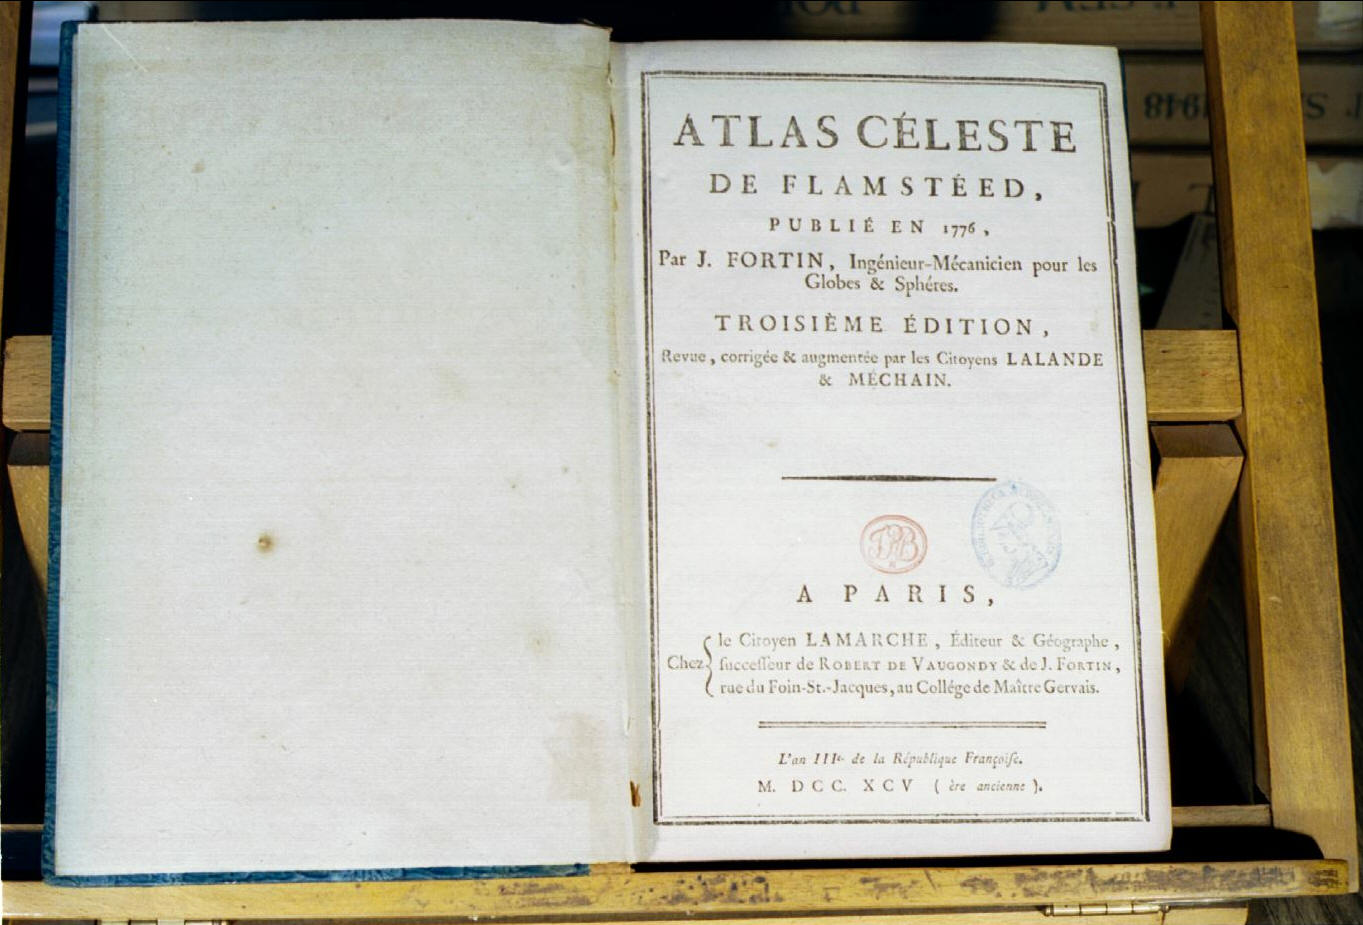 ATLAS CÉLESTE
DE FLAMSTÉED,
PUBLIÉ EN 1776,
Par J. FORTIN, Ingénieur-Mécanicien pour les
Globes & Sphéres.
TROISIÈME ÉDITION,
Revue, corrigée & augmentée par les Citoyens LALANDE
& MÉCHAIN.
A PARIS,
Chez
le Citoyen LAMARCHE, Éditeur & Géographe,
ſucceſſeur de ROBERT DE VAUGONDY & de J. FORTIN,
rue du Foin-St.-Jacques, au Collége de Maître Gervais.
L'an IIIe. de la République Françoiſe.
M. DCC. XCV ( ère ancienne ).
1948